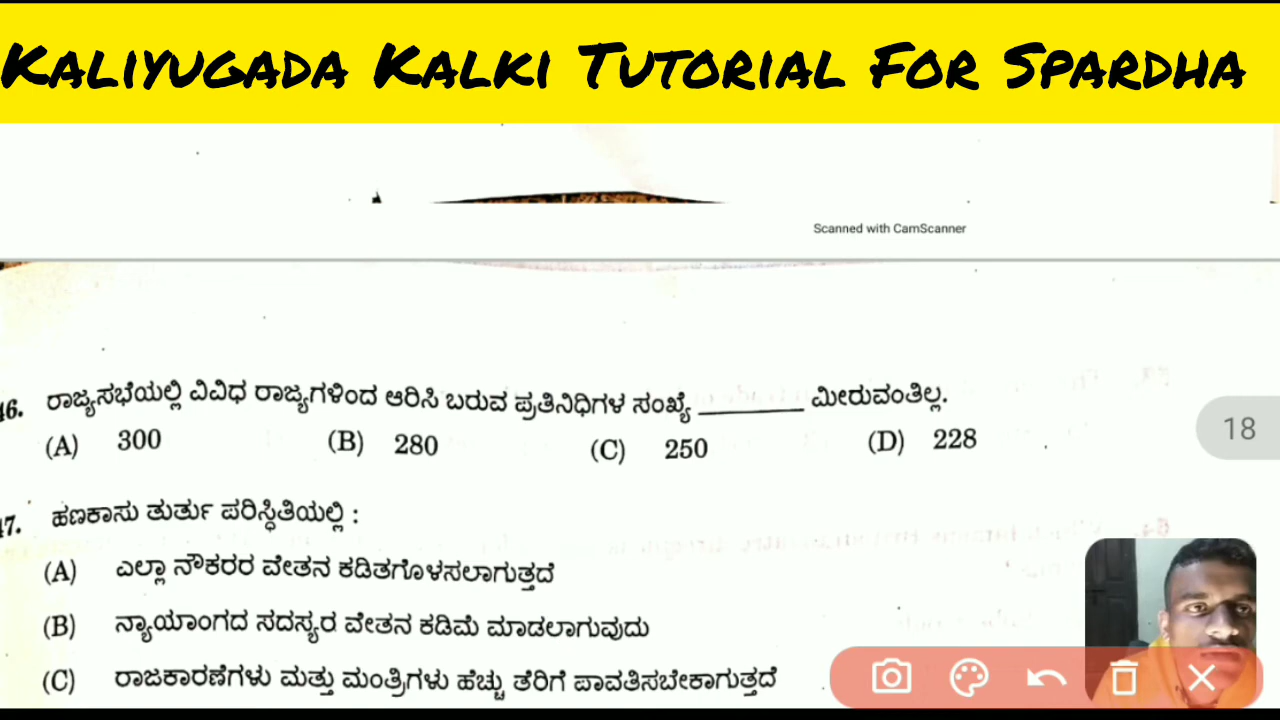 KALIYUGADA KALKI TUTORIAL FOR SPARDHA
Scanned with CamScanner
46. ರಾಜ್ಯಸಭೆಯಲ್ಲಿ ವಿವಿಧ ರಾಜ್ಯಗಳಿಂದ ಆರಿಸಿ ಬರುವ ಪ್ರತಿನಿಧಿಗಳ ಸಂಖ್ಯೆ ________ ಮೀರುವಂತಿಲ್ಲ.
(A) 300 (B) 280 (C) 250 (D) 228
18
47. ಹಣಕಾಸು ತುರ್ತು ಪರಿಸ್ಥಿತಿಯಲ್ಲಿ :
(A) ಎಲ್ಲಾ ನೌಕರರ ವೇತನ ಕಡಿತಗೊಳಸಲಾಗುತ್ತದೆ
(B) ನ್ಯಾಯಾಂಗದ ಸದಸ್ಯರ ವೇತನ ಕಡಿಮೆ ಮಾಡಲಾಗುವುದು
(C) ರಾಜಕಾರಣಿಗಳು ಮತ್ತು ಮಂತ್ರಿಗಳು ಹೆಚ್ಚು ತೆರಿಗೆ ಪಾವತಿಸಬೇಕಾಗುತ್ತದೆ